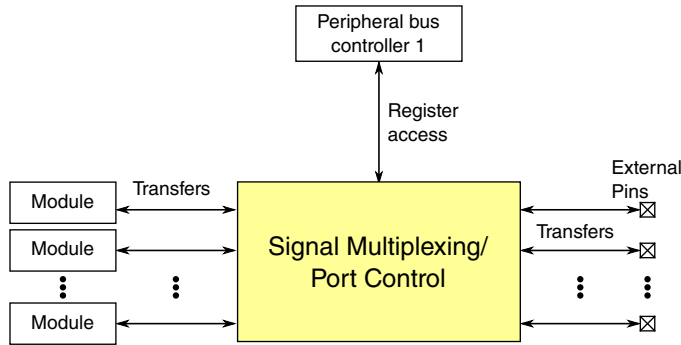 Peripheral bus
controller 1
Register
access
External
Pins
Module
Transfers
Module
Transfers
Signal Multiplexing/
Port Control
Module